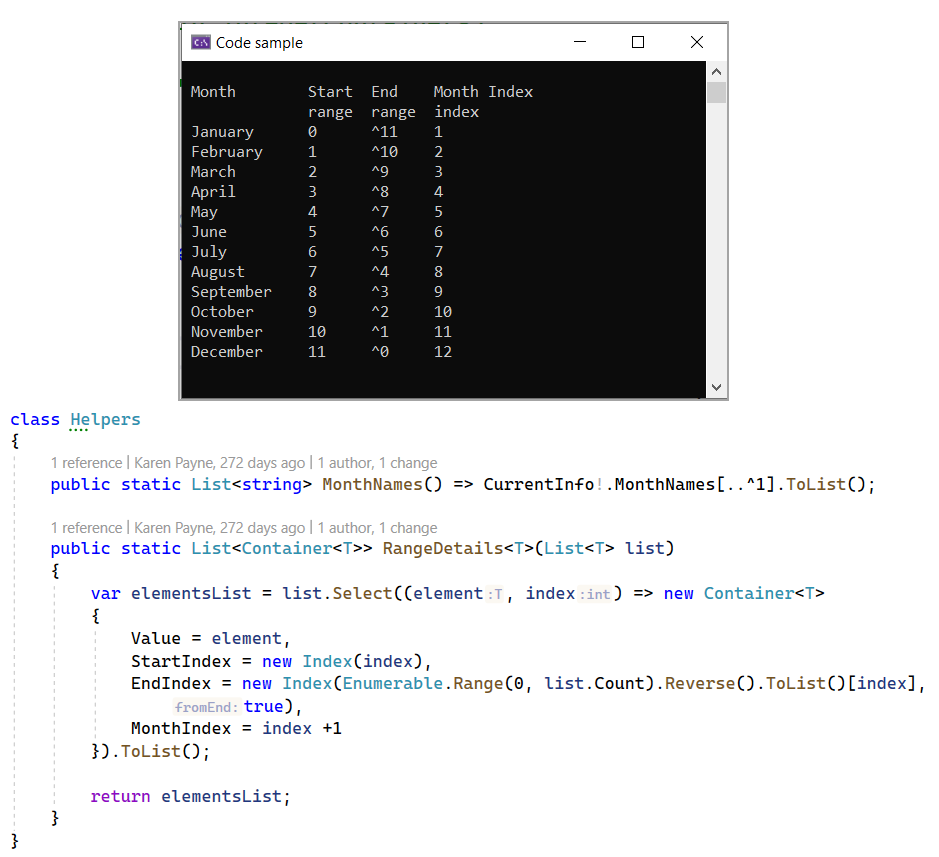 Code sample
Month Start End Month Index
range range index
January 0 ^11 1
February 1 ^10 2
March 2 ^9 3
April 3 ^8 4
May 4 ^7 5
June 5 ^6 6
July 6 ^5 7
August 7 ^4 8
September 8 ^3 9
October 9 ^2 10
November 10 ^1 11
December 11 ^0 12
class Helpers
{
1 reference | Karen Payne, 272 days ago | 1 author, 1 change
public static List<string> MonthNames() => CurrentInfo!.MonthNames[..^1].ToList();
1 reference | Karen Payne, 272 days ago | 1 author, 1 change
public static List<Container<T>> RangeDetails<T>(List<T> list)
{
var elementsList = list.Select((element:T, index:int) => new Container<T>
{
Value = element,
StartIndex = new Index(index),
EndIndex = new Index(Enumerable.Range(0, list.Count).Reverse().ToList()[index],
fromEnd:true),
MonthIndex = index +1
}).ToList();
return elementsList;
}
}